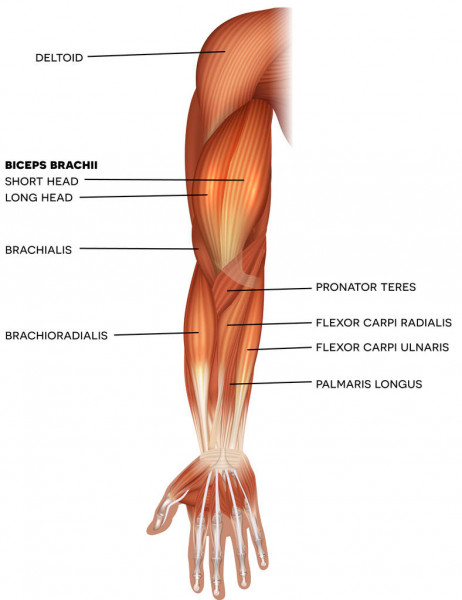 DELTOID
BICEPS BRACHII
SHORT HEAD
LONG HEAD
BRACHIALIS
PRONATOR TERES
FLEXOR CARPI RADIALIS
BRACHIORADIALIS
FLEXOR CARPI ULNARIS
PALMARIS LONGUS